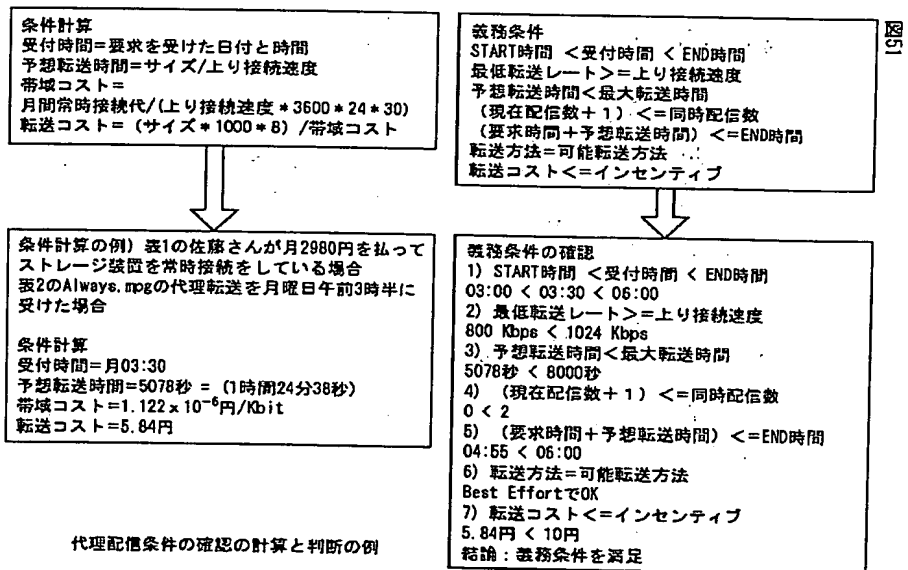 図51
条件計算
受付時間=要求を受けた日付と時間
予想転送時間=サイズ/上り接続速度
帯域コスト=
月間常時接続代/(上り接続速度*3600*24*30)
転送コスト=(サイズ*1000*8)/帯域コスト
条件計算の例)表1の佐藤さんが月2980円を払って
ストレージ装置を常時接続をしている場合
表2のAlways.mpgの代理転送を月曜日午前3時半に
受けた場合
条件計算
受付時間=月03:30
予想転送時間=5078秒 =(1時間24分38秒)
帯域コスト=1.122x10⁻⁶円/Kbit
転送コスト=5.84円
代理配信条件の確認の計算と判断の例
義務条件
START時間 <受付時間 < END時間
最低転送レート>=上り接続速度
予想転送時間<最大転送時間
(現在配信数+1)<=同時配信数
(要求時間+予想転送時間)<=END時間
転送方法=可能転送方法
転送コスト<=インセンティブ
義務条件の確認
1) START時間 <受付時間 < END時間
03:00 < 03:30 < 06:00
2) 最低転送レート>=上り接続速度
800 Kbps < 1024 Kbps
3) 予想転送時間<最大転送時間
5078秒 < 8000秒
4) (現在配信数+1)<=同時配信数
0 < 2
5) (要求時間+予想転送時間)<=END時間
04:55 < 06:00
6) 転送方法=可能転送方法
Best EffortでOK
7) 転送コスト<=インセンティブ
5.84円 < 10円
結論:義務条件を満足